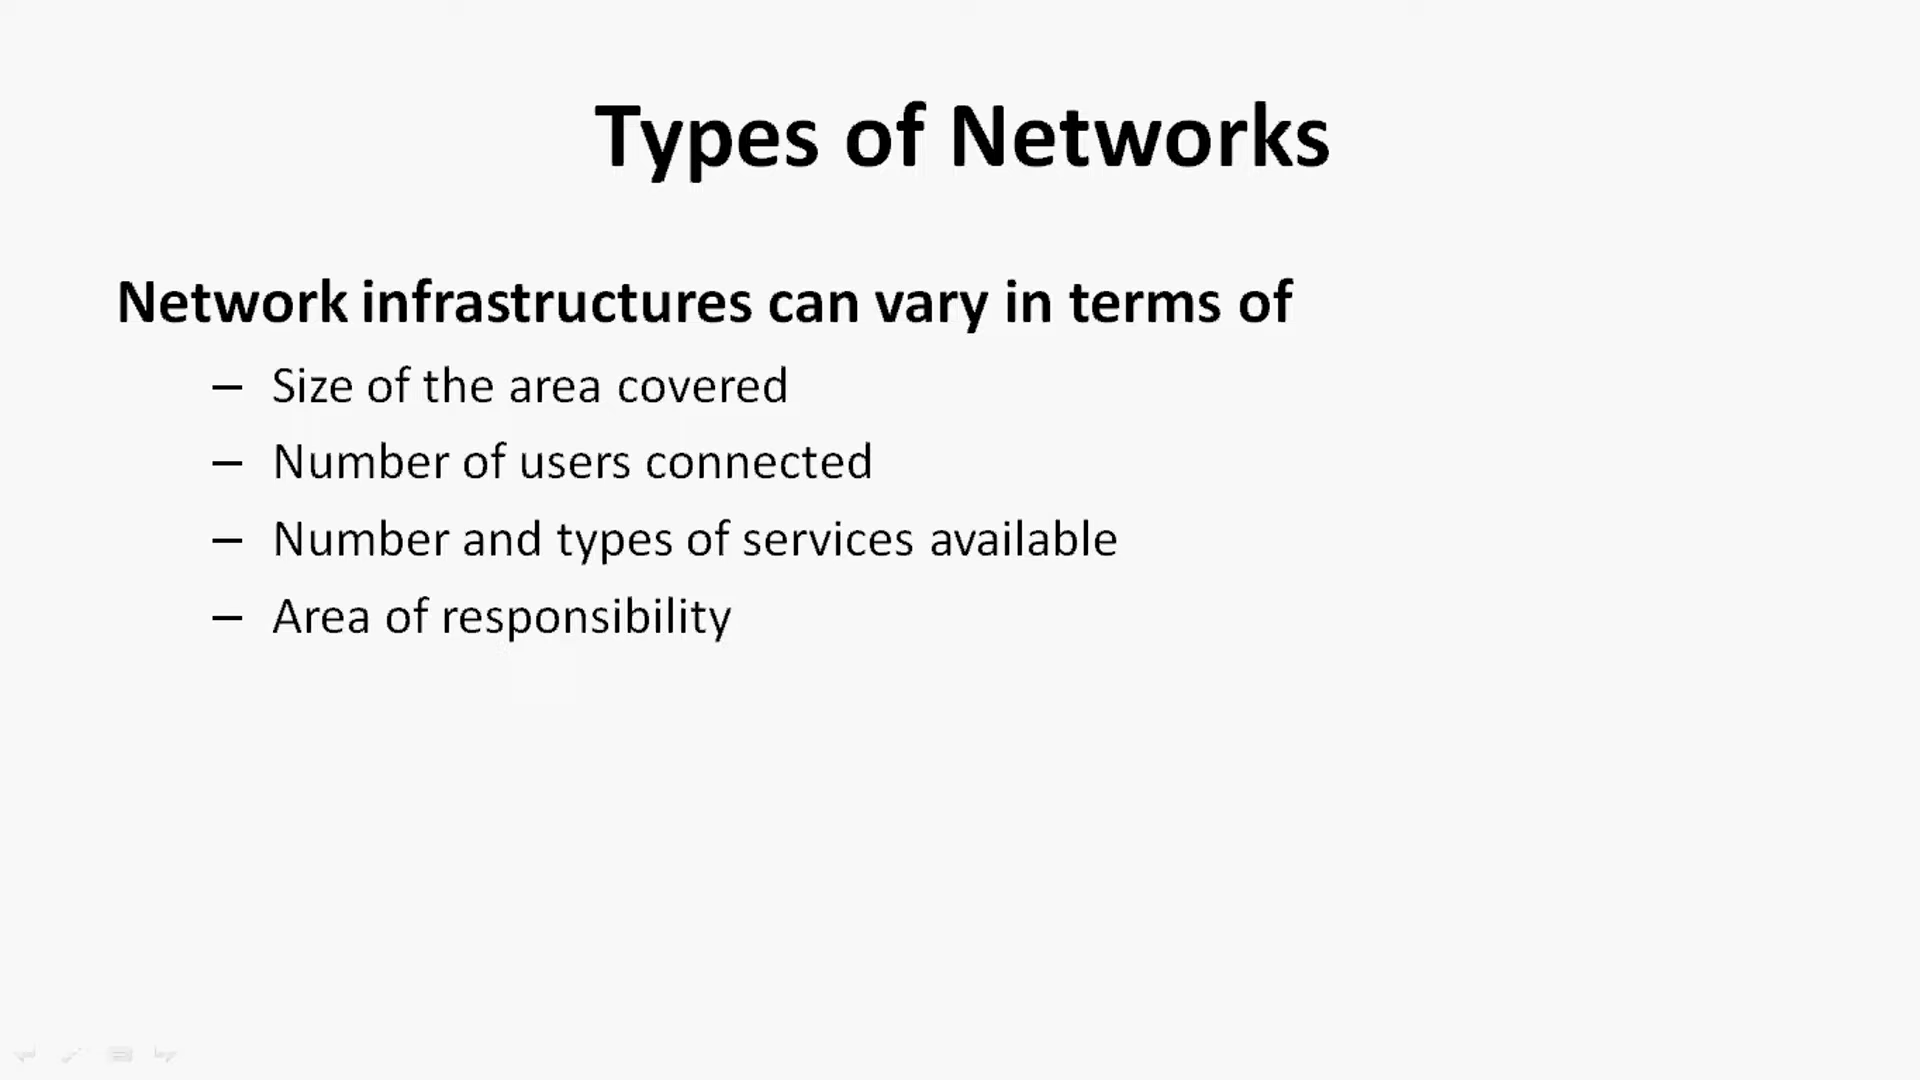 Types of Networks
Network infrastructures can vary in terms of
– Size of the area covered
– Number of users connected
– Number and types of services available
– Area of responsibility